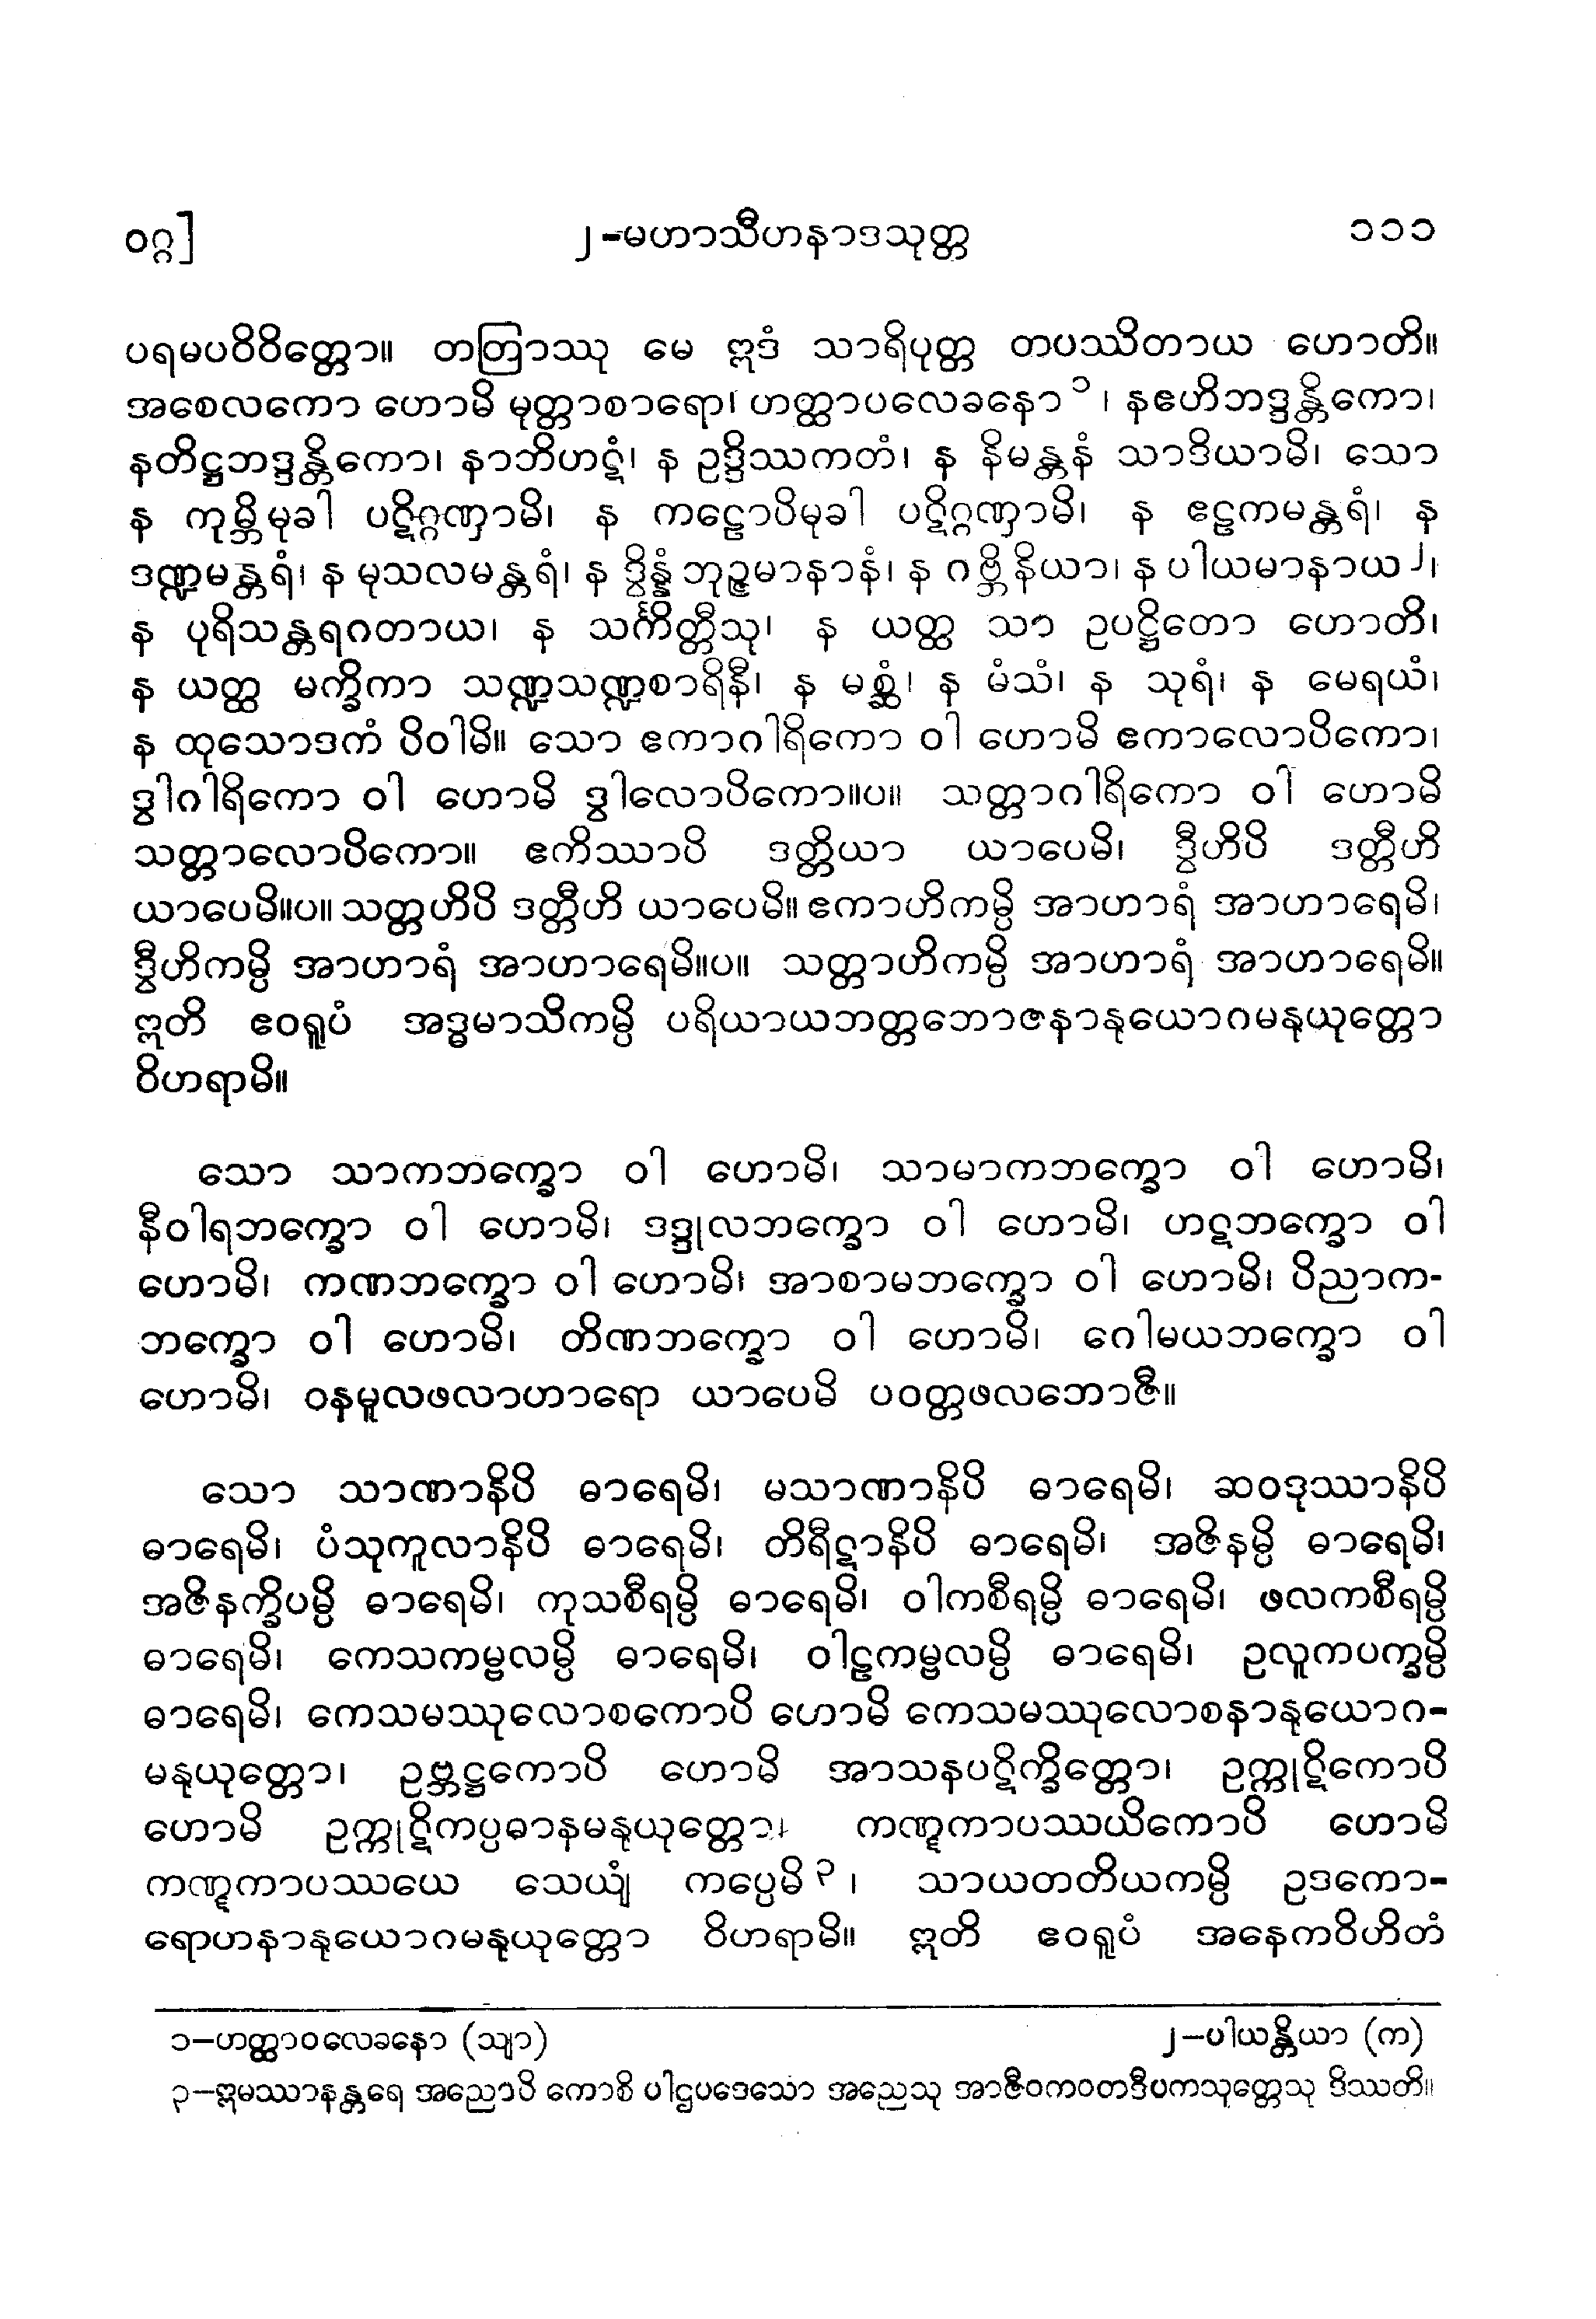 ဝဂ္ဂ] ၂-မဟာသီဟနာဒသုတ္တ ၁၁၁
ပရမပဝိဝိတ္တော။ တတြာဿု မေ ဣဒံ သာရိပုတ္တ တပဿိတာယ ဟောတိ။
အစေလကော ဟောမိ မုတ္တာစာရော၊ ဟတ္ထာပလေခနော၁၊ နဧဟိဘဒ္ဒန္တိကော၊
နတိဋ္ဌဘဒ္ဒန္တိကော၊ နာဘိဟဋံ၊ န ဥဒ္ဒိဿကတံ၊ န နိမန္တနံ သာဒိယာမိ၊ သော
န ကုမ္ဘိမုခါ ပဋိဂ္ဂဏှာမိ၊ န ကဠောပိမုခါ ပဋိဂ္ဂဏှာမိ၊ န ဧဠကမန္တရံ၊ န
ဒဏ္ဍမန္တရံ၊ န မုသလမန္တရံ၊ န ဒွိန္နံ ဘုဉ္ဇမာနာနံ၊ န ဂဗ္ဘိနိယာ၊ န ပါယမာနာယ၂၊
န ပုရိသန္တရဂတာယ၊ န သင်္ကိတ္တီသု၊ န ယတ္ထ သာ ဥပဋ္ဌိတော ဟောတိ၊
န ယတ္ထ မက္ခိကာ သဏ္ဍသဏ္ဍစာရိနီ၊ န မစ္ဆံ၊ န မံသံ၊ န သုရံ၊ န မေရယံ၊
န ထုသောဒကံ ပိဝါမိ။ သော ဧကာဂါရိကော ဝါ ဟောမိ ဧကာလောပိကော၊
ဒွါဂါရိကော ဝါ ဟောမိ ဒွါလောပိကော။ပ။ သတ္တာဂါရိကော ဝါ ဟောမိ
သတ္တာလောပိကော။ ဧကိဿာပိ ဒတ္တိယာ ယာပေမိ၊ ဒွီဟိပိ ဒတ္တီဟိ
ယာပေမိ။ပ။ သတ္တဟိပိ ဒတ္တီဟိ ယာပေမိ။ ဧကာဟိကမ္ပိ အာဟာရံ အာဟာရေမိ၊
ဒွီဟိကမ္ပိ အာဟာရံ အာဟာရေမိ။ပ။ သတ္တာဟိကမ္ပိ အာဟာရံ အာဟာရေမိ။
ဣတိ ဧဝရူပံ အဒ္ဓမာသိကမ္ပိ ပရိယာယဘတ္တဘောဇနာနုယောဂမနုယုတ္တော
ဝိဟရာမိ။
သော သာကဘက္ခော ဝါ ဟောမိ၊ သာမာကဘက္ခော ဝါ ဟောမိ၊
နီဝါရဘက္ခော ဝါ ဟောမိ၊ ဒဒ္ဒုလဘက္ခော ဝါ ဟောမိ၊ ဟဋဘက္ခော ဝါ
ဟောမိ၊ ကဏဘက္ခော ဝါ ဟောမိ၊ အာစာမဘက္ခော ဝါ ဟောမိ၊ ပိညာက-
ဘက္ခော ဝါ ဟောမိ၊ တိဏဘက္ခော ဝါ ဟောမိ၊ ဂေါမယဘက္ခော ဝါ
ဟောမိ၊ ဝနမူလဖလာဟာရော ယာပေမိ ပဝတ္တဖလဘောဇီ။
သော သာဏာနိပိ ဓာရေမိ၊ မသာဏာနိပိ ဓာရေမိ၊ ဆဝဒုဿာနိပိ
ဓာရေမိ၊ ပံသုကူလာနိပိ ဓာရေမိ၊ တိရီဋာနိပိ ဓာရေမိ၊ အဇိနမ္ပိ ဓာရေမိ၊
အဇိနက္ခိပမ္ပိ ဓာရေမိ၊ ကုသစီရမ္ပိ ဓာရေမိ၊ ဝါကစီရမ္ပိ ဓာရေမိ၊ ဖလကစီရမ္ပိ
ဓာရေမိ၊ ကေသကမ္ဗလမ္ပိ ဓာရေမိ၊ ဝါဠကမ္ဗလမ္ပိ ဓာရေမိ၊ ဥလူကပက္ခမ္ပိ
ဓာရေမိ၊ ကေသမဿုလောစကောပိ ဟောမိ ကေသမဿုလောစနာနုယောဂ-
မနုယုတ္တော၊ ဥဗ္ဘဋ္ဌကောပိ ဟောမိ အာသနပဋိက္ခိတ္တော၊ ဥက္ကုဋိကောပိ
ဟောမိ ဥက္ကုဋိကပ္ပဓာနမနုယုတ္တော၊ ကဏ္ဋကာပဿယိကောပိ ဟောမိ
ကဏ္ဋကာပဿယေ သေယျံ ကပ္ပေမိ၃၊ သာယတတိယကမ္ပိ ဥဒကော-
ရောဟနာနုယောဂမနုယုတ္တော ဝိဟရာမိ။ ဣတိ ဧဝရူပံ အနေကဝိဟိတံ
၁-ဟတ္ထာဝလေခနော (သျာ) ၂-ပါယန္တိယာ (က)
၃-ဣမဿာနန္တရေ အညောပိ ကောစိ ပါဌပဒေသော အညေသု အာဇီဝကဝတဒီပကသုတ္တေသု ဒိဿတိ။